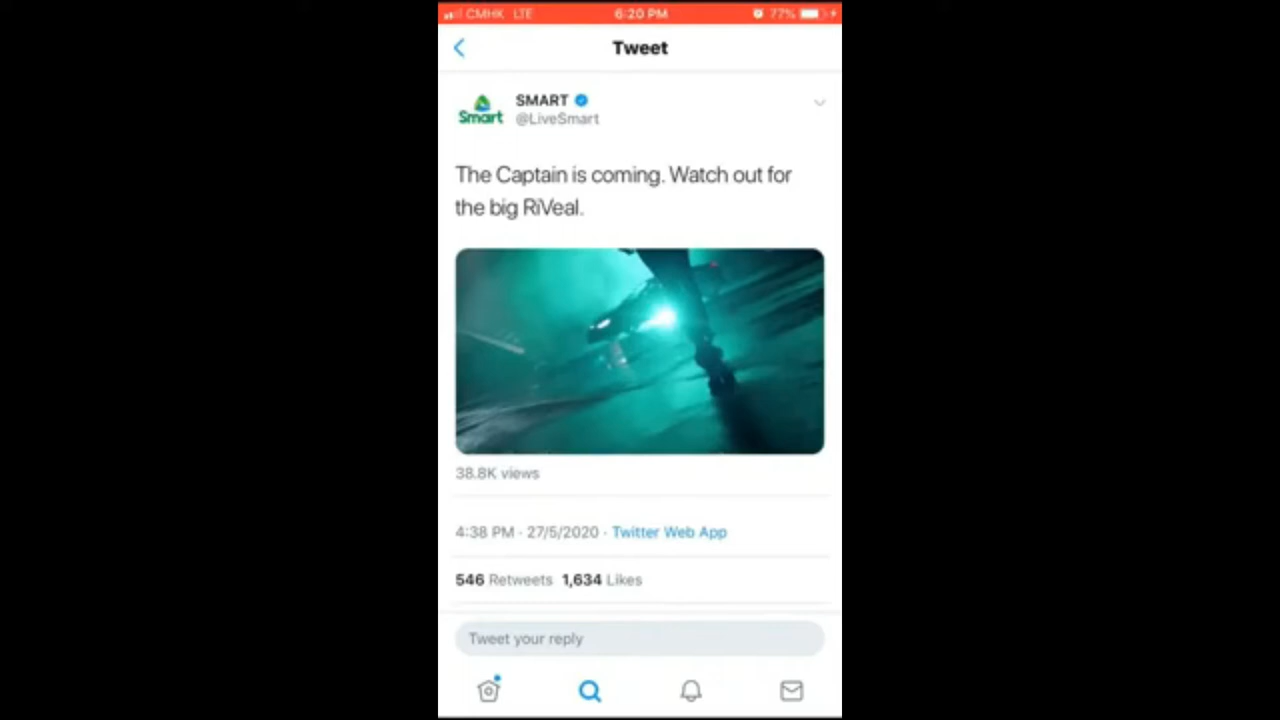 CMHK LTE 6:20 PM 77%
Tweet
Smart
SMART
@LiveSmart
The Captain is coming. Watch out for
the big RiVeal.
38.8K views
4:38 PM · 27/5/2020 · Twitter Web App
546 Retweets 1,634 Likes
Tweet your reply